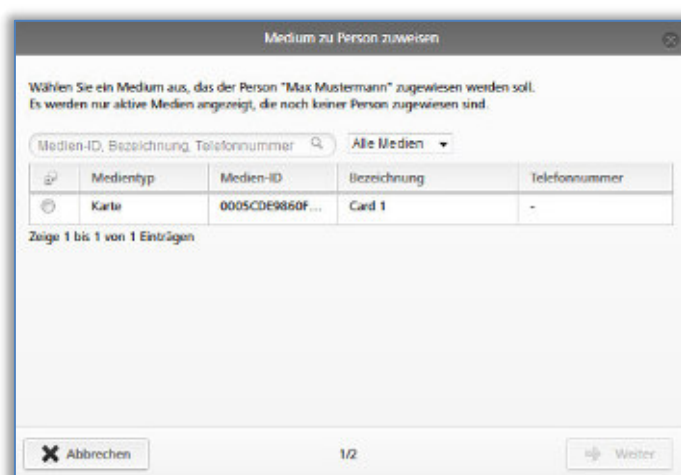 Medium zu Person zuweisen
Wählen Sie ein Medium aus, das der Person "Max Mustermann" zugewiesen werden soll.
Es werden nur aktive Medien angezeigt, die noch keiner Person zugewiesen sind.
Medien-ID, Bezeichnung, Telefonnummer Alle Medien
Medientyp Medien-ID Bezeichnung Telefonnummer
Karte 0005CDE9860F... Card 1 -
Zeige 1 bis 1 von 1 Einträgen
Abbrechen 1/2 Weiter